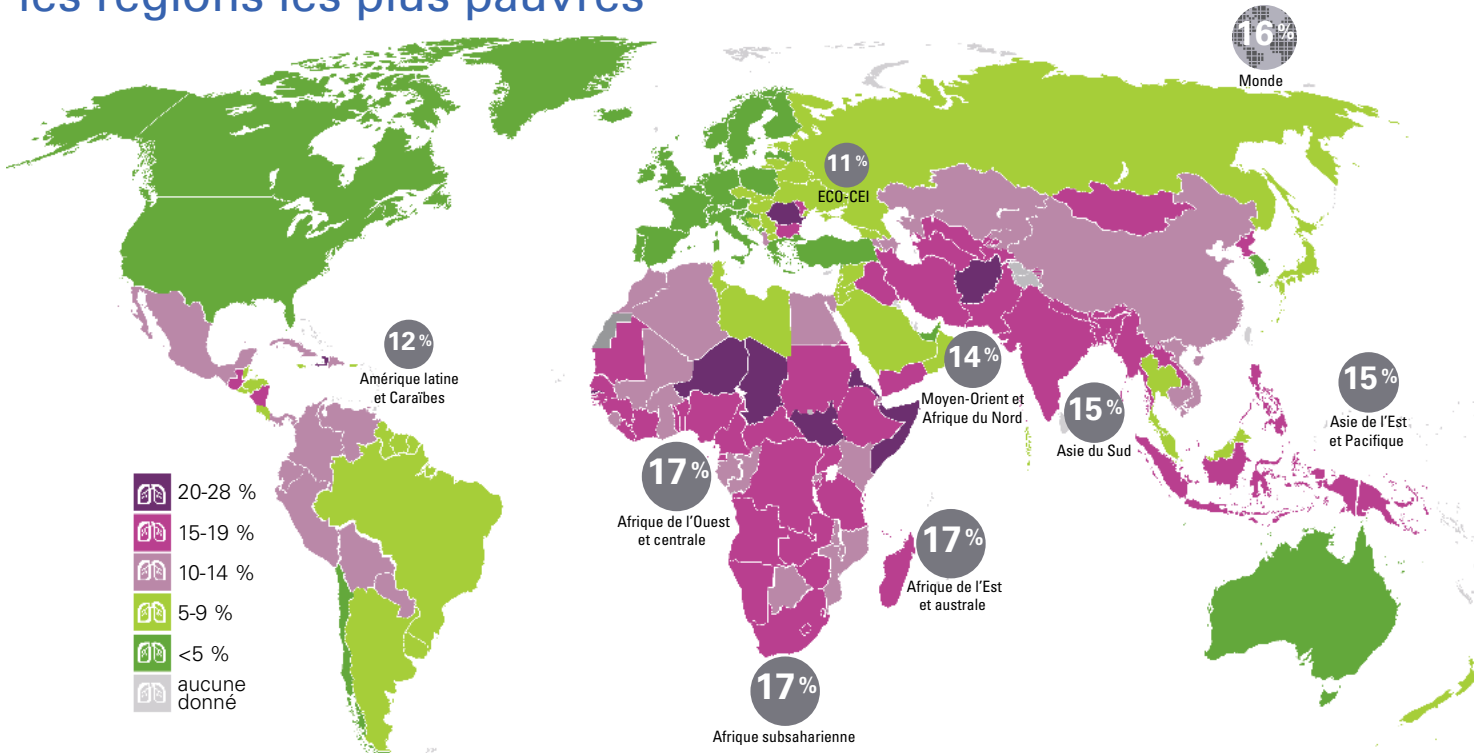 les régions les plus pauvres
16 %
Monde
11 %
ECO-CEI
12 %
Amérique latine
et Caraïbes
14 %
Moyen-Orient et
Afrique du Nord
15 %
Asie du Sud
15 %
Asie de l'Est
et Pacifique
17 %
Afrique de l'Ouest
et centrale
17 %
Afrique de l'Est
et australe
17 %
Afrique subsaharienne
20-28 %
15-19 %
10-14 %
5-9 %
<5 %
aucune
donné